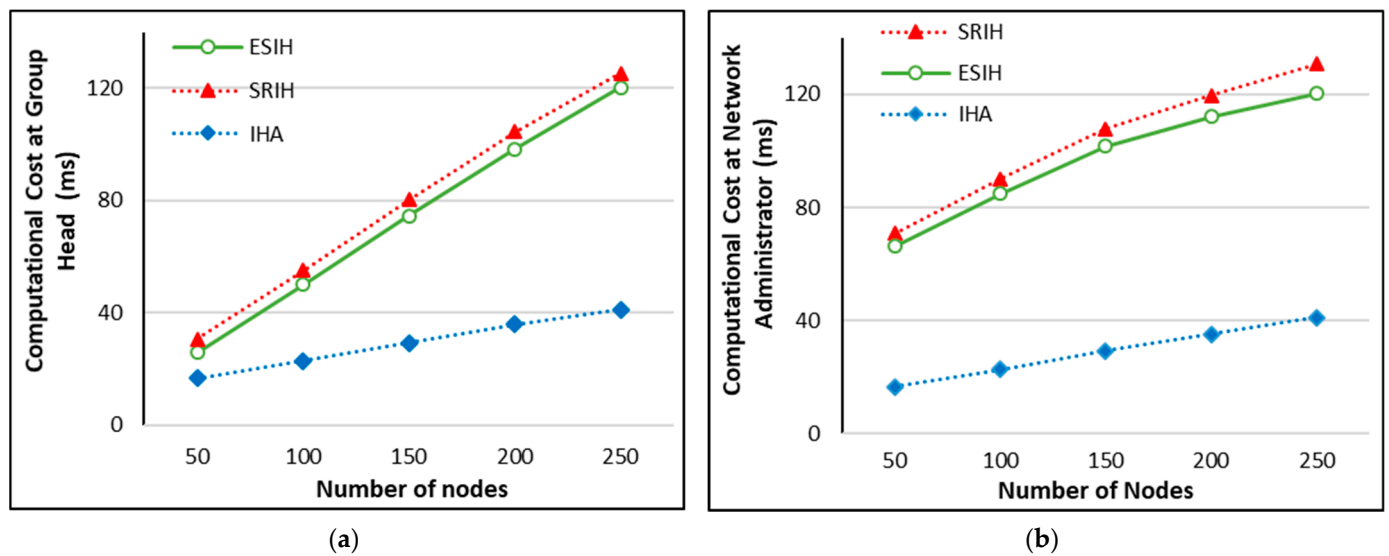 Computational Cost at Group
Head (ms)
ESIH
SRIH
IHA
120
80
40
0
50 100 150 200 250
Number of nodes
(a)
Computational Cost at Network
Administrator (ms)
SRIH
ESIH
IHA
120
80
40
0
50 100 150 200 250
Number of Nodes
(b)